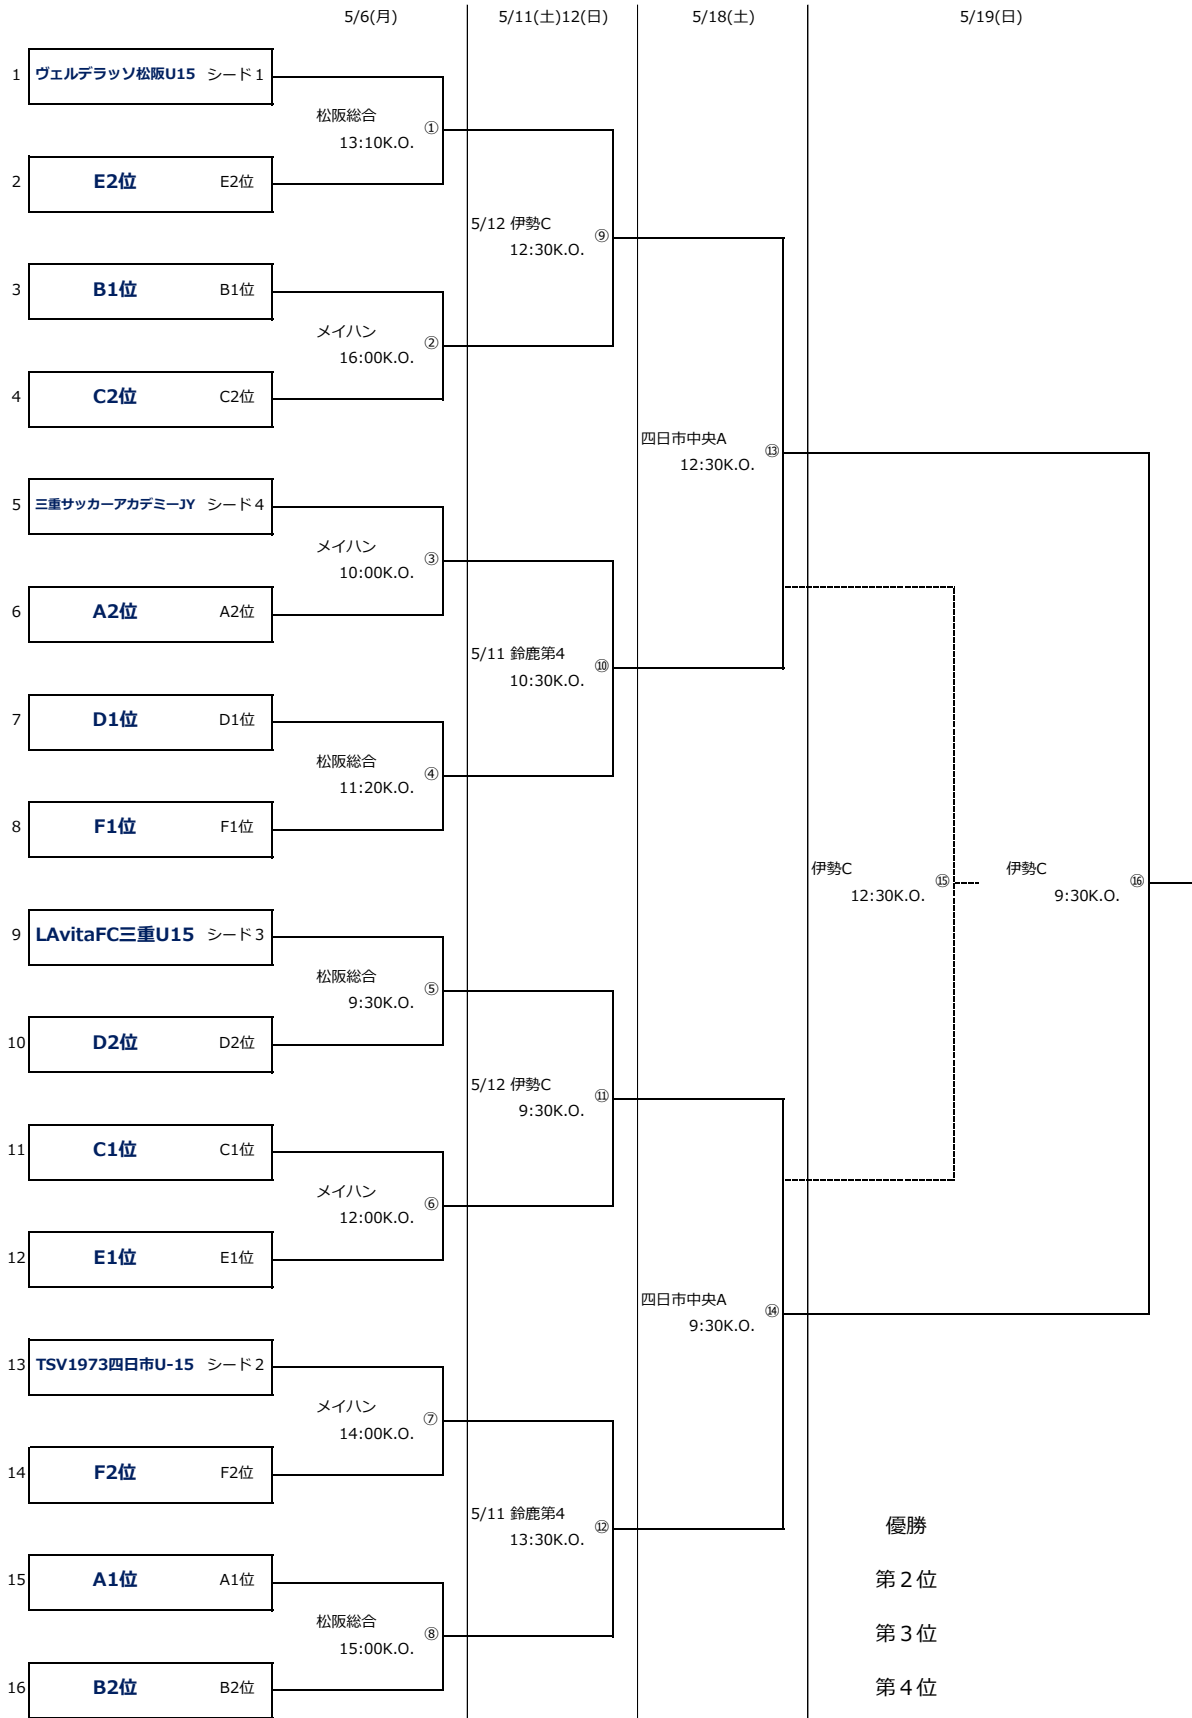 5/6(月) 5/11(土)12(日) 5/18(土) 5/19(日)
1 ヴェルデラッソ松阪U15 シード1
松阪総合
13:10K.O. ①
2 E2位 E2位
5/12 伊勢C
12:30K.O. ⑨
3 B1位 B1位
メイハン
16:00K.O. ②
4 C2位 C2位
四日市中央A
12:30K.O. ⑬
5 三重サッカーアカデミーJY シード4
メイハン
10:00K.O. ③
6 A2位 A2位
5/11 鈴鹿第4
10:30K.O. ⑩
7 D1位 D1位
松阪総合
11:20K.O. ④
8 F1位 F1位
伊勢C
12:30K.O. ⑮
伊勢C
9:30K.O. ⑯
9 LAvitaFC三重U15 シード3
松阪総合
9:30K.O. ⑤
10 D2位 D2位
5/12 伊勢C
9:30K.O. ⑪
11 C1位 C1位
メイハン
12:00K.O. ⑥
12 E1位 E1位
四日市中央A
9:30K.O. ⑭
13 TSV1973四日市U-15 シード2
メイハン
14:00K.O. ⑦
14 F2位 F2位
5/11 鈴鹿第4
13:30K.O. ⑫
優勝
15 A1位 A1位
第2位
松阪総合
15:00K.O. ⑧
第3位
16 B2位 B2位
第4位